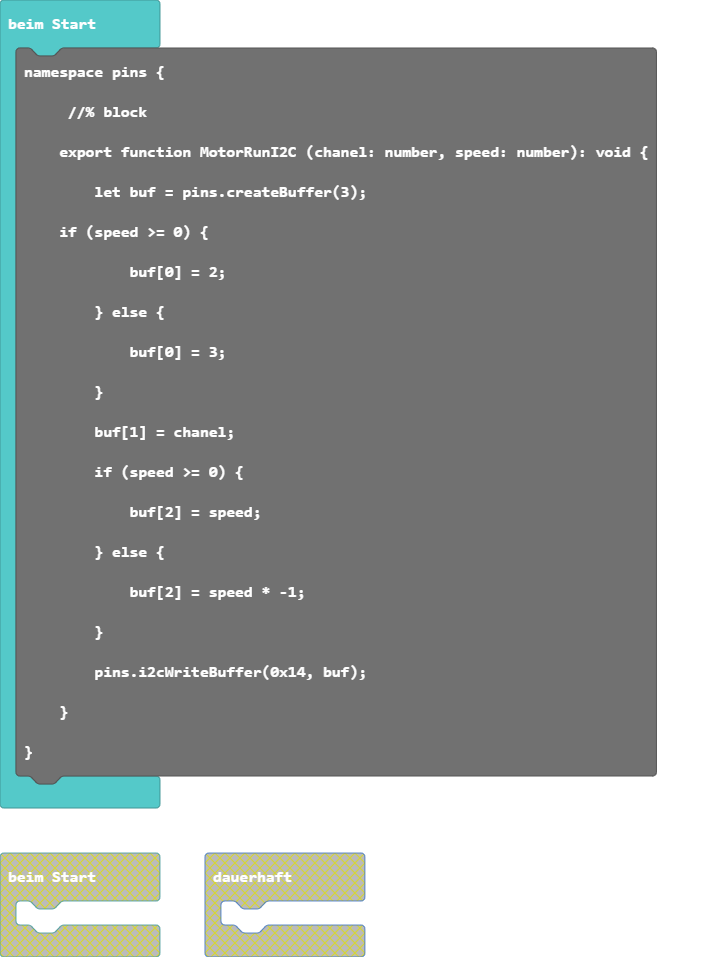 beim Start
namespace pins {
//% block
export function MotorRunI2C (chanel: number, speed: number): void {
let buf = pins.createBuffer(3);
if (speed >= 0) {
buf[0] = 2;
} else {
buf[0] = 3;
}
buf[1] = chanel;
if (speed >= 0) {
buf[2] = speed;
} else {
buf[2] = speed * -1;
}
pins.i2cWriteBuffer(0x14, buf);
}
}
beim Start
dauerhaft